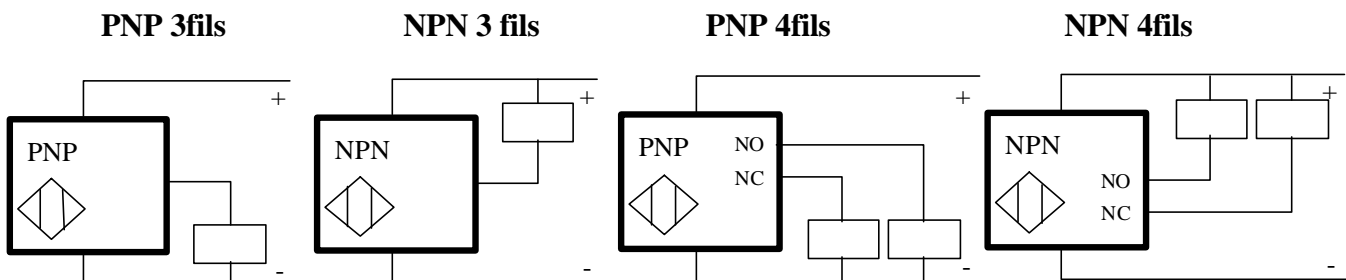 PNP 3fils
NPN 3 fils
PNP 4fils
NPN 4fils
+
PNP
-
+
NPN
-
+
PNP
NO
NC
-
+
NPN
NO
NC
-